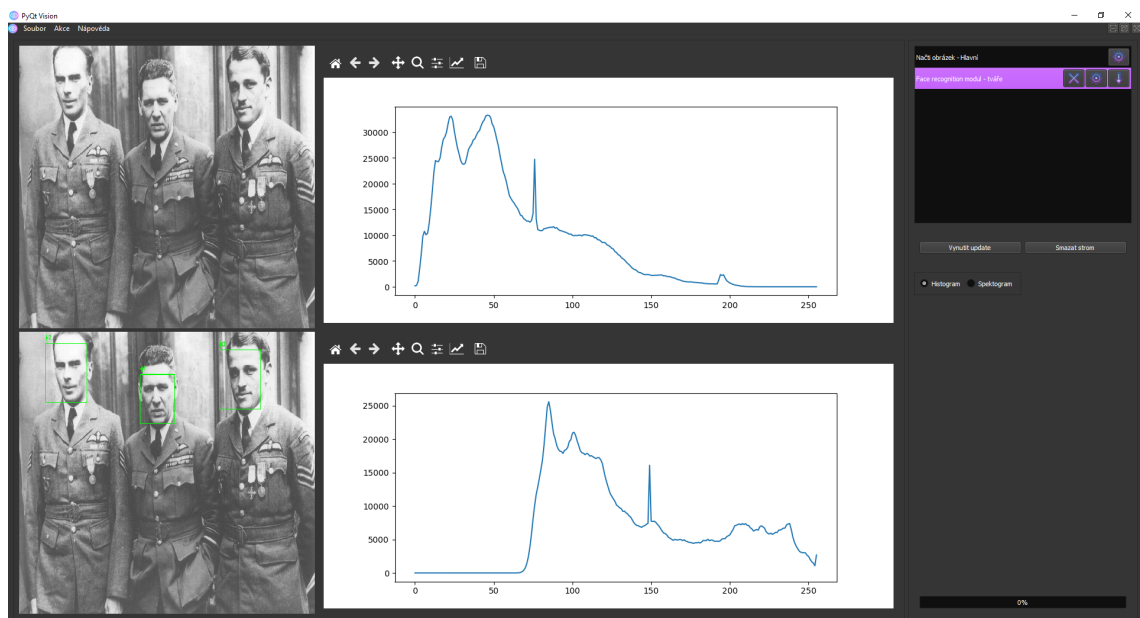 PyQt Vision
Soubor Akce Nápověda
30000
25000
20000
15000
10000
5000
0
0 50 100 150 200 250
25000
20000
15000
10000
5000
0
0 50 100 150 200 250
Načti obrázek - Hlavní
Face recognition modul - tváře
Vynutit update Smazat strom
Histogram Spektogram
0%